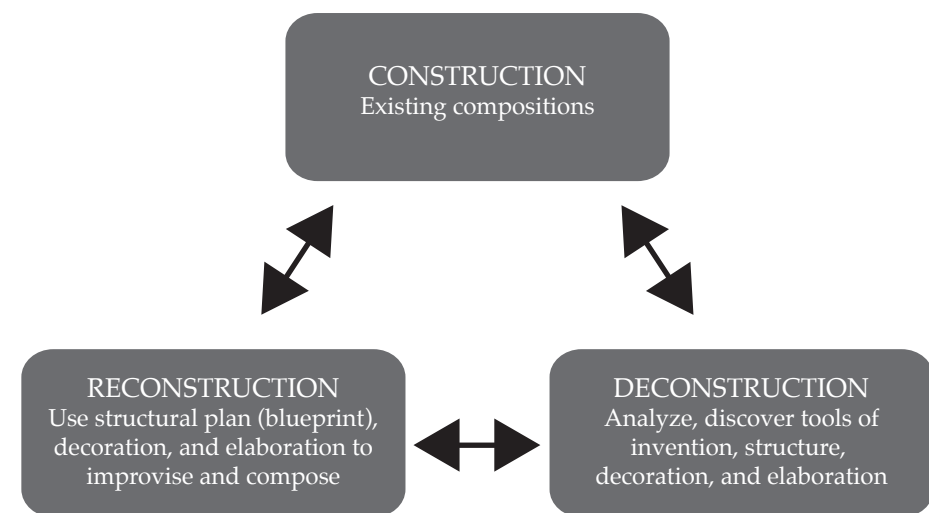 CONSTRUCTION
Existing compositions
RECONSTRUCTION
Use structural plan (blueprint),
decoration, and elaboration to
improvise and compose
DECONSTRUCTION
Analyze, discover tools of
invention, structure,
decoration, and elaboration